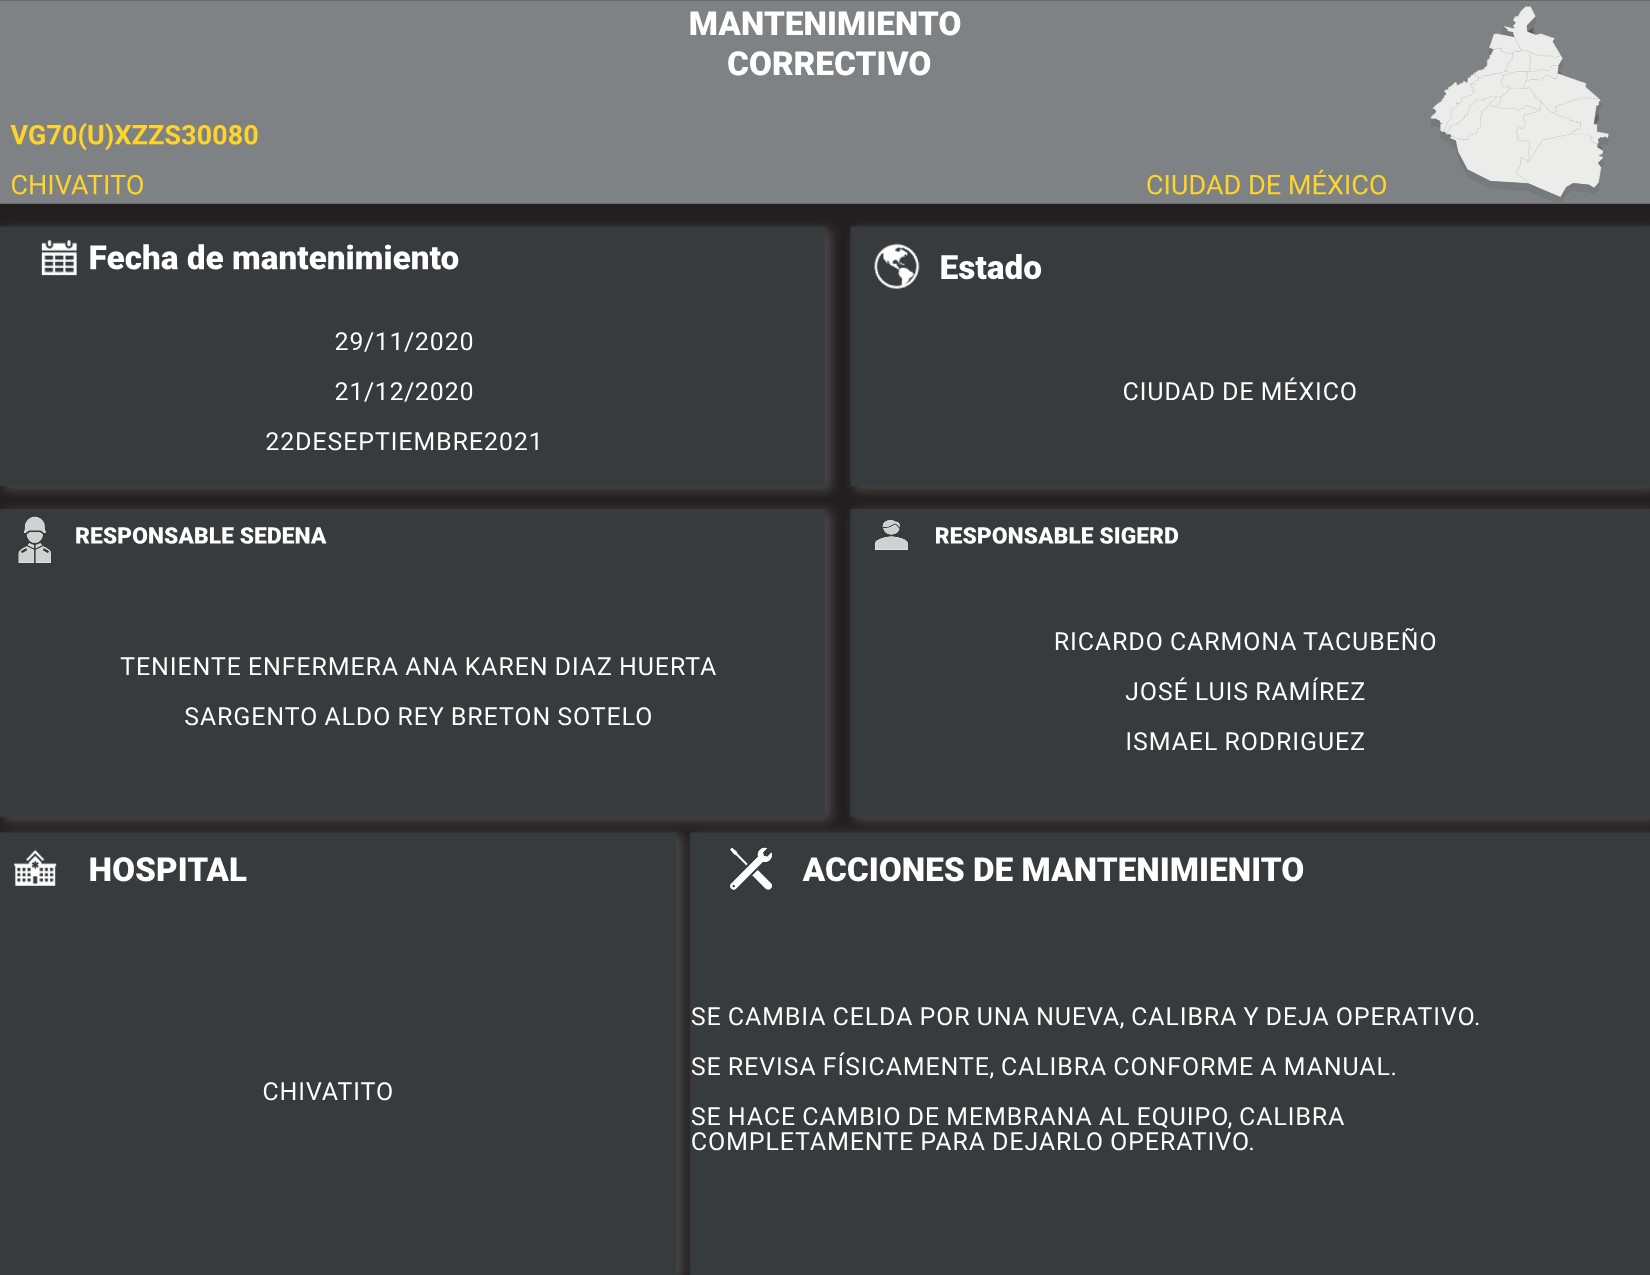 MANTENIMIENTO
CORRECTIVO
VG70(U)XZZS30080
CHIVATITO
CIUDAD DE MÉXICO
Fecha de mantenimiento
29/11/2020
21/12/2020
22DESEPTIEMBRE2021
Estado
CIUDAD DE MÉXICO
RESPONSABLE SEDENA
TENIENTE ENFERMERA ANA KAREN DIAZ HUERTA
SARGENTO ALDO REY BRETON SOTELO
RESPONSABLE SIGERD
RICARDO CARMONA TACUBEÑO
JOSÉ LUIS RAMÍREZ
ISMAEL RODRIGUEZ
HOSPITAL
CHIVATITO
ACCIONES DE MANTENIMIENITO
SE CAMBIA CELDA POR UNA NUEVA, CALIBRA Y DEJA OPERATIVO.
SE REVISA FÍSICAMENTE, CALIBRA CONFORME A MANUAL.
SE HACE CAMBIO DE MEMBRANA AL EQUIPO, CALIBRA
COMPLETAMENTE PARA DEJARLO OPERATIVO.